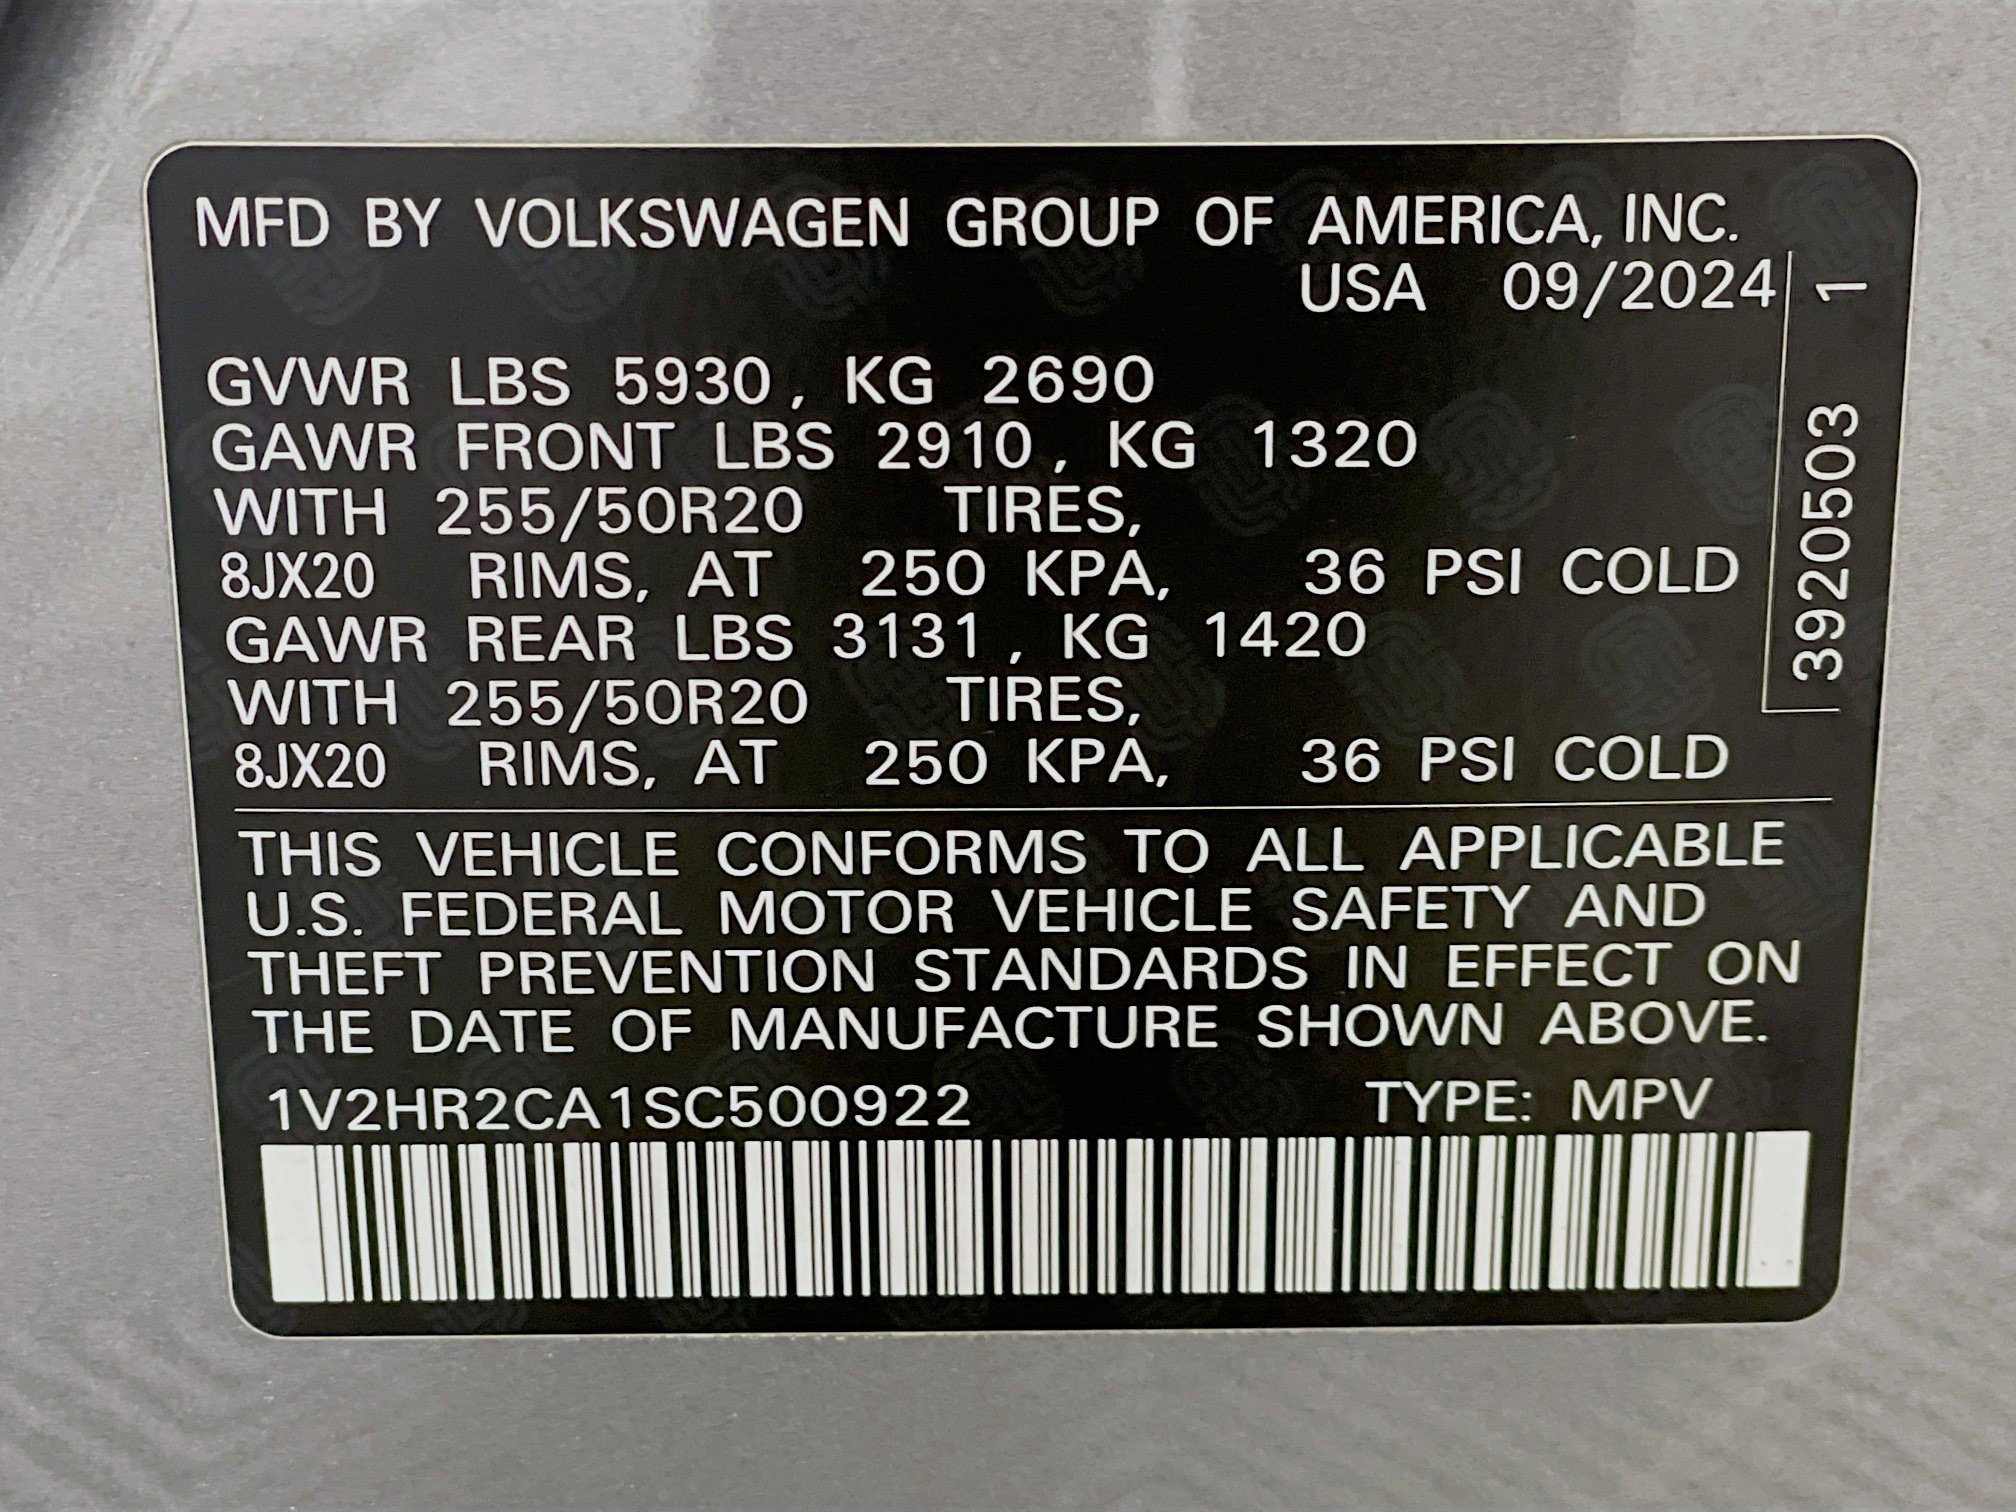 MFD BY VOLKSWAGEN GROUP OF AMERICA, INC.
USA 09/2024
GVWR LBS 5930, KG 2690
GAWR FRONT LBS 2910, KG 1320
WITH 255/50R20 TIRES,
8JX20 RIMS, AT 250 KPA, 36 PSI COLD
GAWR REAR LBS 3131, KG 1420
WITH 255/50R20 TIRES,
8JX20 RIMS, AT 250 KPA, 36 PSI COLD
THIS VEHICLE CONFORMS TO ALL APPLICABLE
U.S. FEDERAL MOTOR VEHICLE SAFETY AND
THEFT PREVENTION STANDARDS IN EFFECT ON
THE DATE OF MANUFACTURE SHOWN ABOVE.
1V2HR2CA1SC500922 TYPE: MPV
3920503 1